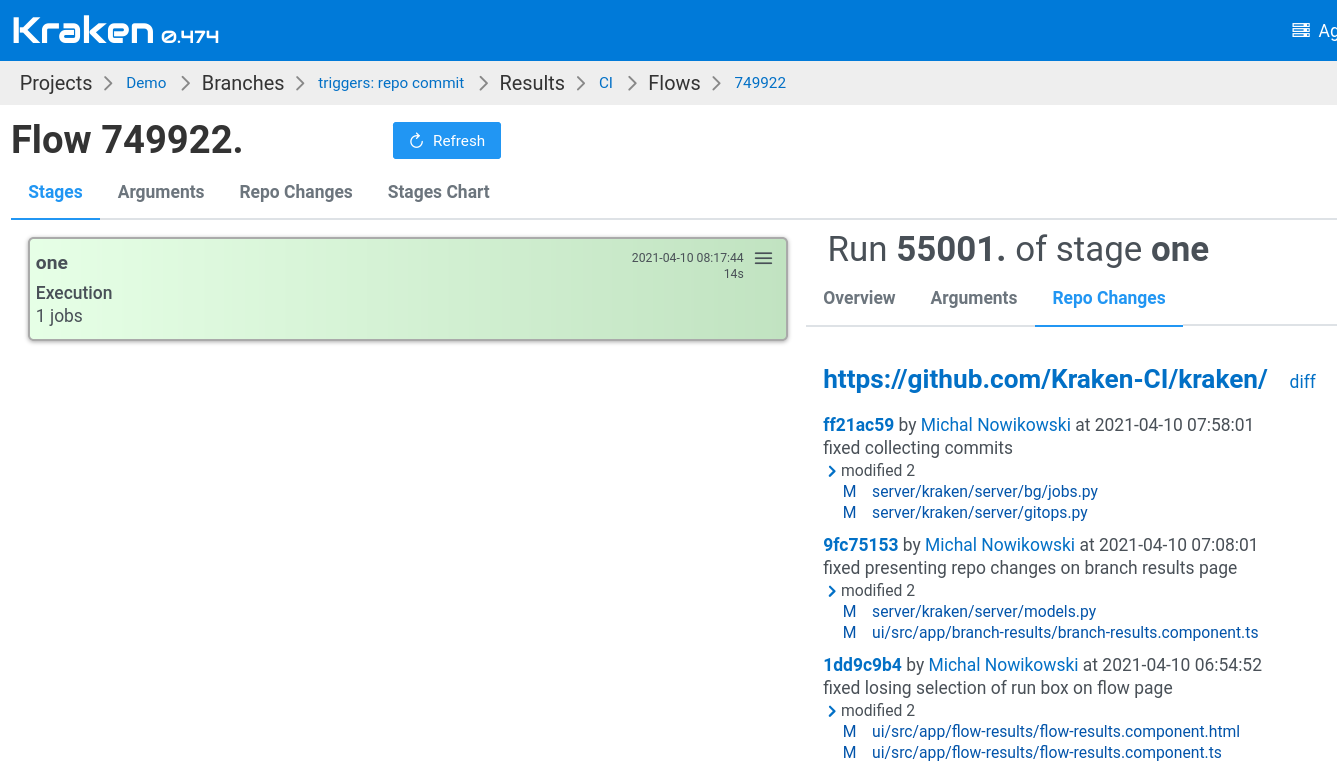 Kraken 0.474
Projects > Demo > Branches > triggers: repo commit > Results > CI > Flows > 749922
Flow 749922.
Refresh
Stages Arguments Repo Changes Stages Chart
one
2021-04-10 08:17:44
14s
Execution
1 jobs
Run 55001. of stage one
Overview Arguments Repo Changes
https://github.com/Kraken-CI/kraken/ diff
ff21ac59 by Michal Nowikowski at 2021-04-10 07:58:01
fixed collecting commits
modified 2
M server/kraken/server/bg/jobs.py
M server/kraken/server/gitops.py
9fc75153 by Michal Nowikowski at 2021-04-10 07:08:01
fixed presenting repo changes on branch results page
modified 2
M server/kraken/server/models.py
M ui/src/app/branch-results/branch-results.component.ts
1dd9c9b4 by Michal Nowikowski at 2021-04-10 06:54:52
fixed losing selection of run box on flow page
modified 2
M ui/src/app/flow-results/flow-results.component.html
M ui/src/app/flow-results/flow-results.component.ts